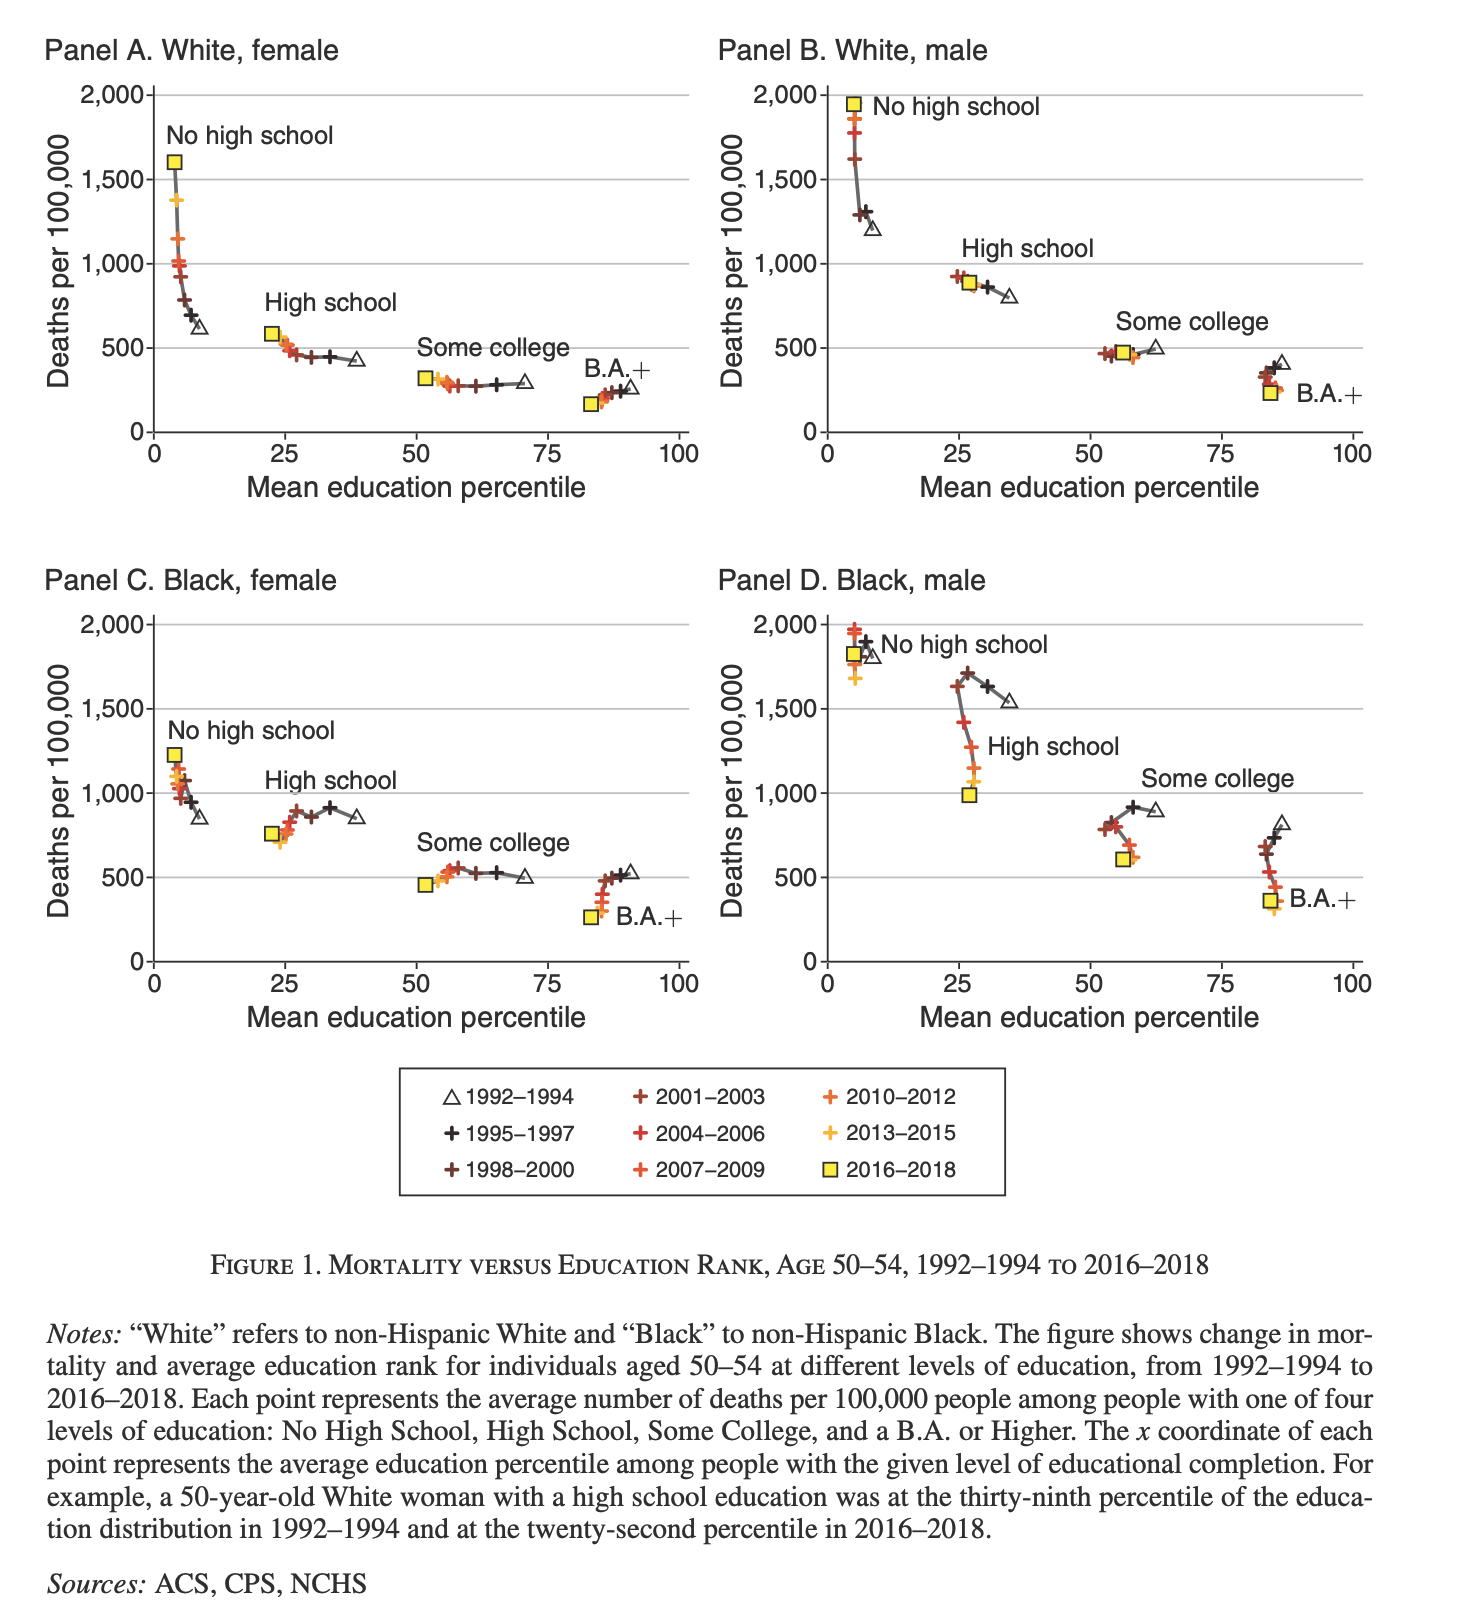 Panel A. White, female
2,000
1,500
1,000
500
0
Deaths per 100,000
No high school
High school
Some college
B.A.+
0 25 50 75 100
Mean education percentile
Panel B. White, male
2,000
1,500
1,000
500
0
Deaths per 100,000
No high school
High school
Some college
B.A.+
0 25 50 75 100
Mean education percentile
Panel C. Black, female
2,000
1,500
1,000
500
0
Deaths per 100,000
No high school
High school
Some college
B.A.+
0 25 50 75 100
Mean education percentile
Panel D. Black, male
2,000
1,500
1,000
500
0
Deaths per 100,000
No high school
High school
Some college
B.A.+
0 25 50 75 100
Mean education percentile
1992–1994 2001–2003 2010–2012
1995–1997 2004–2006 2013–2015
1998–2000 2007–2009 2016–2018
Figure 1. Mortality versus Education Rank, Age 50–54, 1992–1994 to 2016–2018
Notes: “White” refers to non-Hispanic White and “Black” to non-Hispanic Black. The figure shows change in mor-
tality and average education rank for individuals aged 50–54 at different levels of education, from 1992–1994 to
2016–2018. Each point represents the average number of deaths per 100,000 people among people with one of four
levels of education: No High School, High School, Some College, and a B.A. or Higher. The x coordinate of each
point represents the average education percentile among people with the given level of educational completion. For
example, a 50-year-old White woman with a high school education was at the thirty-ninth percentile of the educa-
tion distribution in 1992–1994 and at the twenty-second percentile in 2016–2018.
Sources: ACS, CPS, NCHS